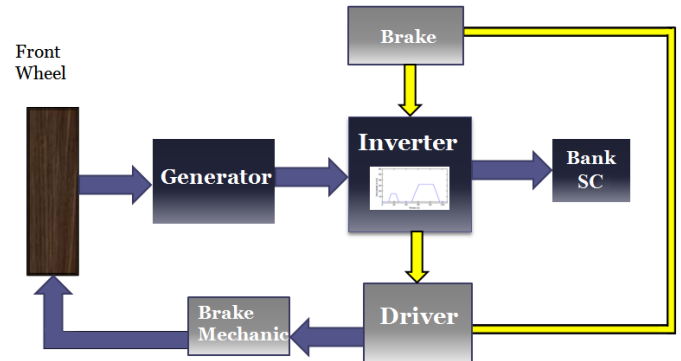 Brake
Front
Wheel
Inverter
Generator
Bank
SC
Brake
Mechanic
Driver